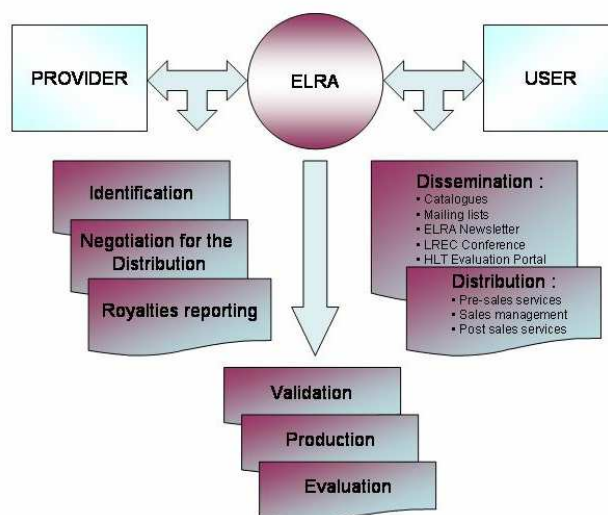 PROVIDER
ELRA
USER
Identification
Negotiation for the
Distribution
Royalties reporting
Dissemination :
▪ Catalogues
▪ Mailing lists
▪ ELRA Newsletter
▪ LREC Conference
▪ HLT Evaluation Portal
Distribution :
▪ Pre-sales services
▪ Sales management
▪ Post sales services
Validation
Production
Evaluation